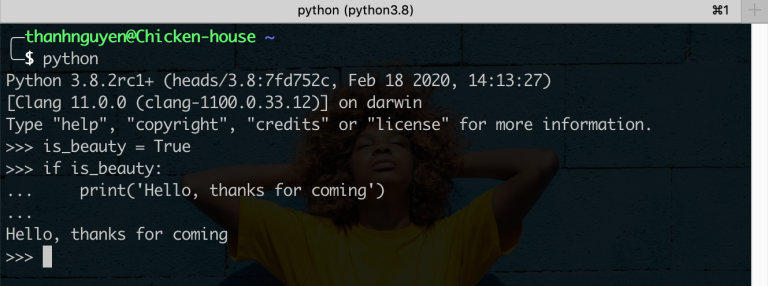 python (python3.8)
⌘1
+
╭─thanhnguyen@Chicken-house ~
╰─$ python
Python 3.8.2rc1+ (heads/3.8:7fd752c, Feb 18 2020, 14:13:27)
[Clang 11.0.0 (clang-1100.0.33.12)] on darwin
Type "help", "copyright", "credits" or "license" for more information.
>>> is_beauty = True
>>> if is_beauty:
...     print('Hello, thanks for coming')
...
Hello, thanks for coming
>>>